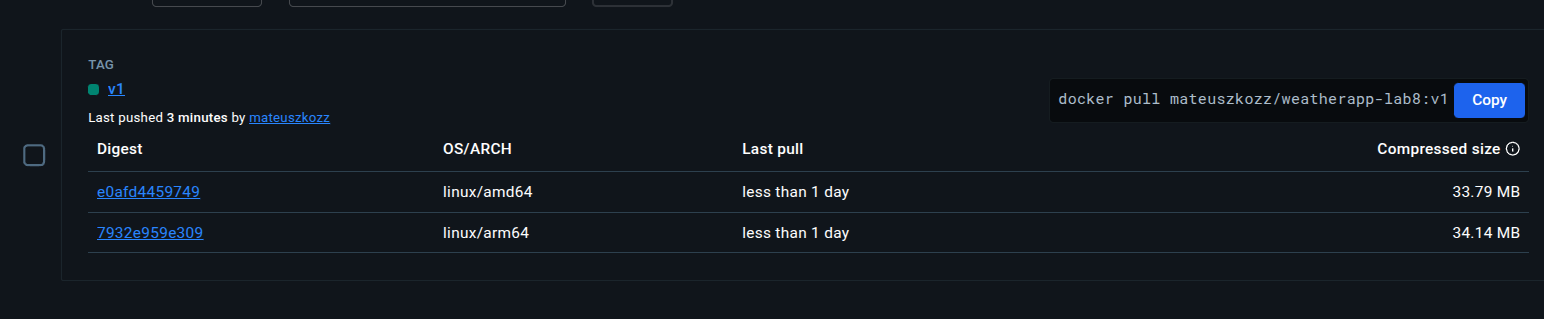 TAG
v1
docker pull mateuszkozz/weatherapp-lab8:v1 Copy
Last pushed 3 minutes by mateuszkozz
Digest OS/ARCH Last pull Compressed size
e0afd4459749 linux/amd64 less than 1 day 33.79 MB
7932e959e309 linux/arm64 less than 1 day 34.14 MB